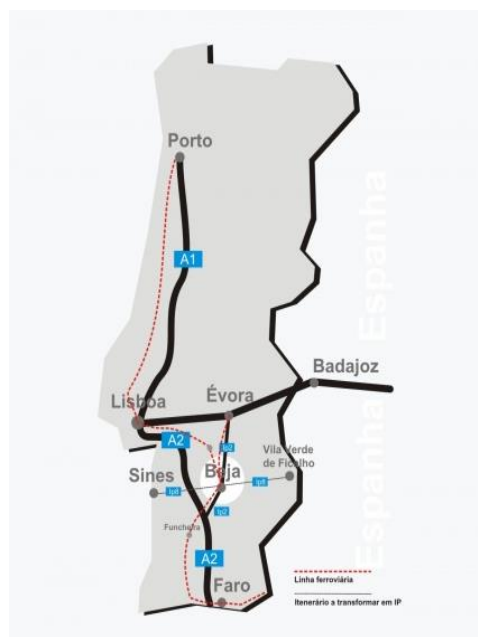 Porto
A1
Espanha
Espanha
Badajoz
Évora
Lisboa
A2
Ip2
Vila Verde
de Ficalho
Beja
Sines
Ip8
Ip8
Ip2
Funcheira
A2
Faro
Linha ferroviária
Itenerário a transformar em IP